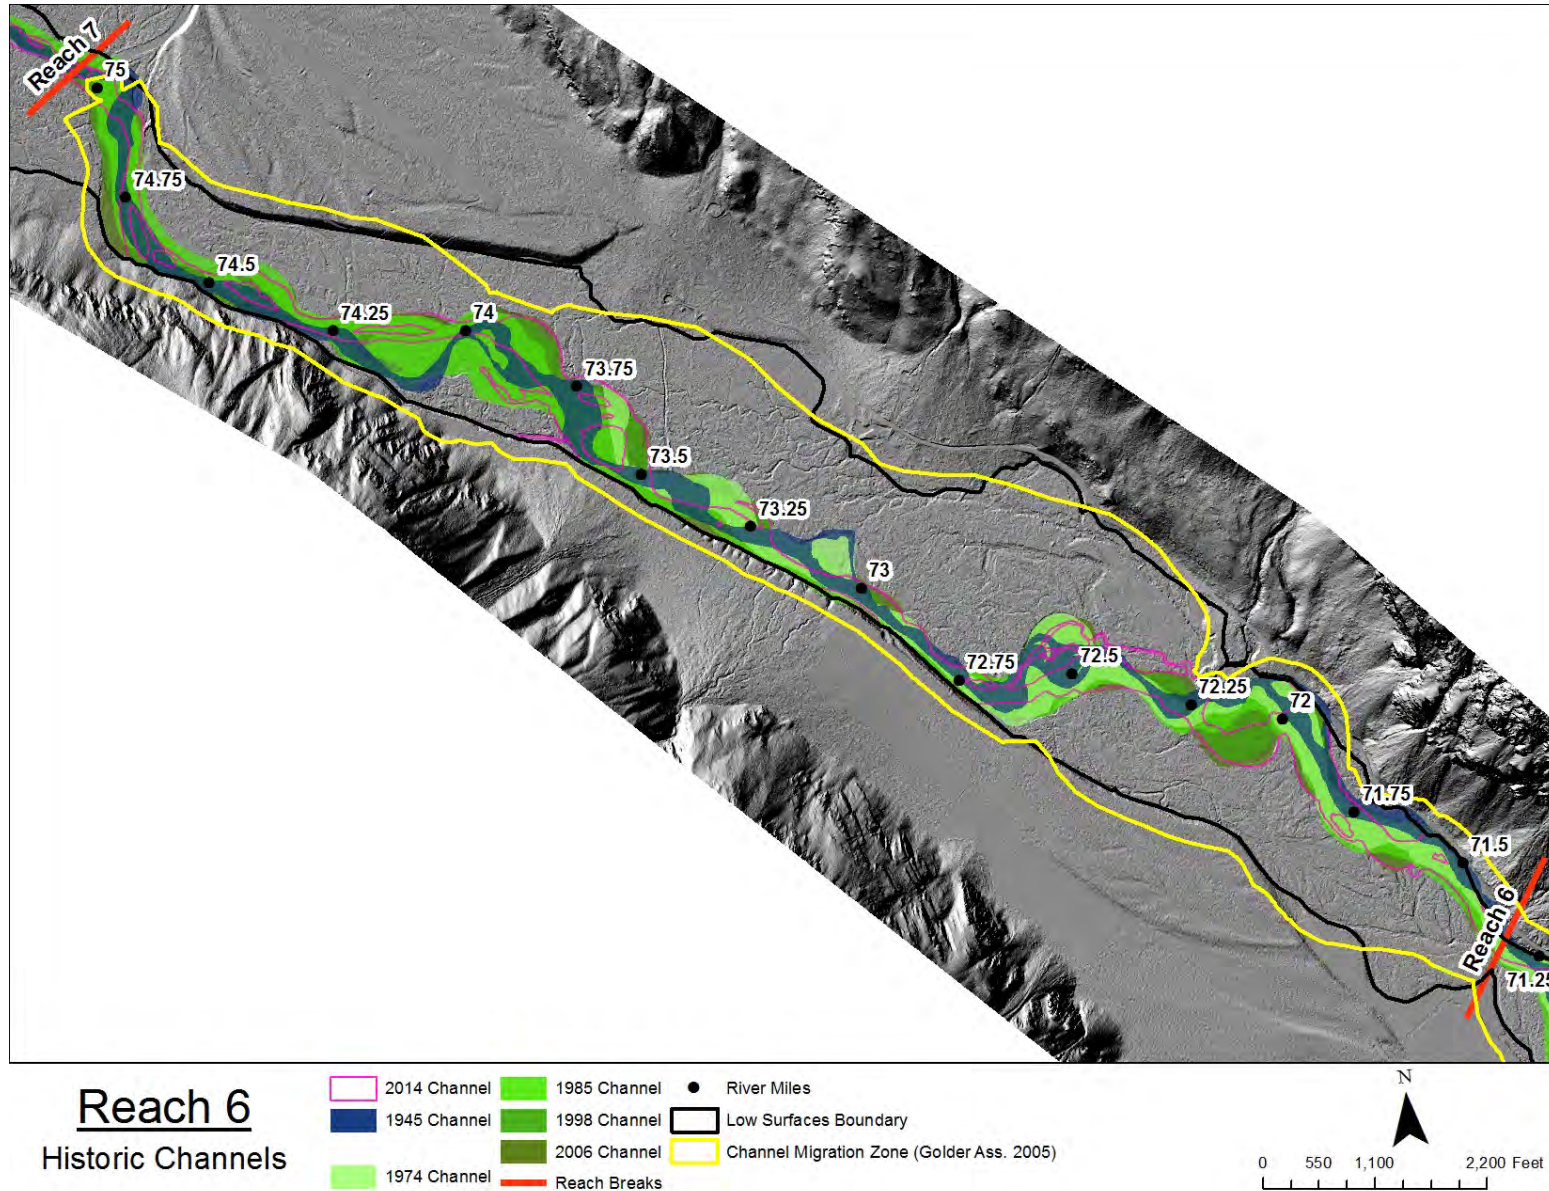 Reach 7
75
74.75
74.5
74.25
74
73.75
73.5
73.25
73
72.75
72.5
72.25
72
71.75
71.5
Reach 6
71.25
Reach 6
Historic Channels
2014 Channel
1945 Channel
1974 Channel
1985 Channel
1998 Channel
2006 Channel
Reach Breaks
River Miles
Low Surfaces Boundary
Channel Migration Zone (Golder Ass. 2005)
N
0 550 1,100 2,200 Feet